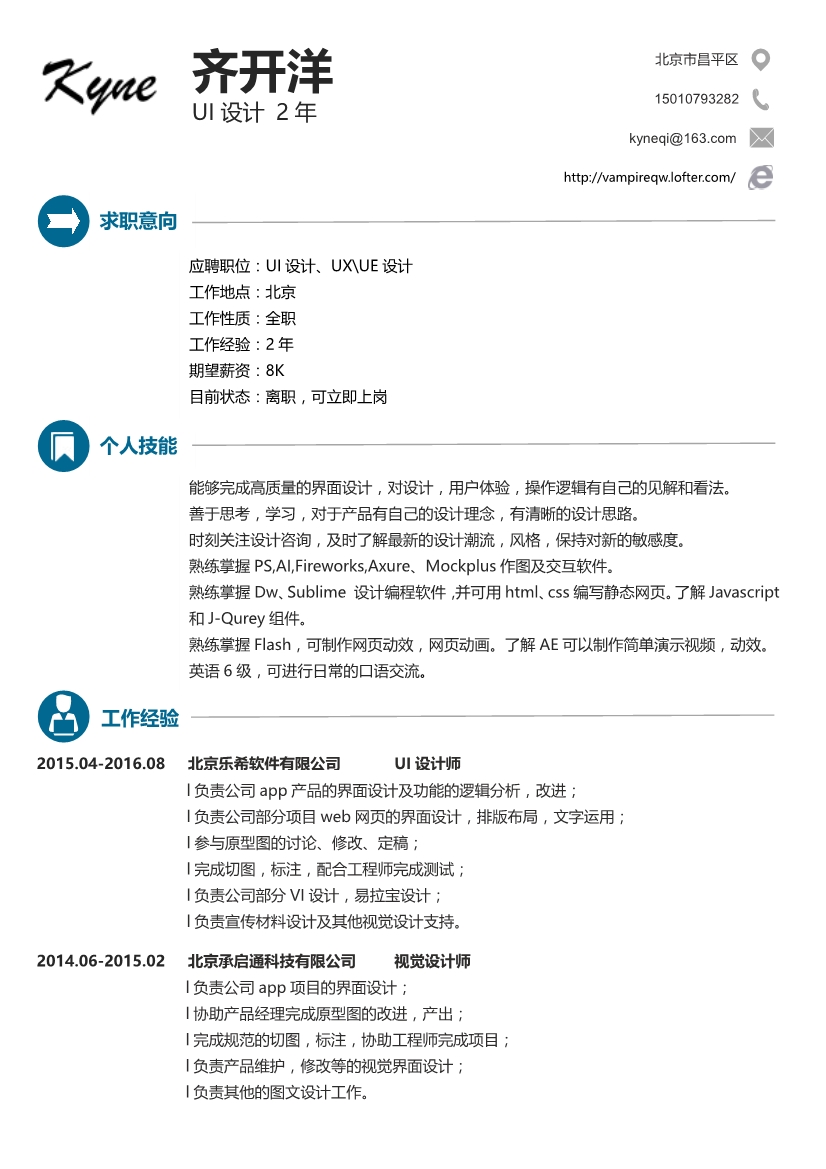 Kyne
齐开洋
UI 设计 2 年
北京市昌平区
15010793282
kyneqi@163.com
http://vampireqw.lofter.com/
求职意向
应聘职位：UI 设计、UX\UE 设计
工作地点：北京
工作性质：全职
工作经验：2 年
期望薪资：8K
目前状态：离职，可立即上岗
个人技能
能够完成高质量的界面设计，对设计，用户体验，操作逻辑有自己的见解和看法。
善于思考，学习，对于产品有自己的设计理念，有清晰的设计思路。
时刻关注设计咨询，及时了解最新的设计潮流，风格，保持对新的敏感度。
熟练掌握 PS,AI,Fireworks,Axure、Mockplus 作图及交互软件。
熟练掌握 Dw、Sublime 设计编程软件，并可用 html、css 编写静态网页。了解 Javascript
和 J-Qurey 组件。
熟练掌握 Flash，可制作网页动效，网页动画。了解 AE 可以制作简单演示视频，动效。
英语 6 级，可进行日常的口语交流。
工作经验
2015.04-2016.08 北京乐希软件有限公司 UI 设计师
l 负责公司 app 产品的界面设计及功能的逻辑分析，改进；
l 负责公司部分项目 web 网页的界面设计，排版布局，文字运用；
l 参与原型图的讨论、修改、定稿；
l 完成切图，标注，配合工程师完成测试；
l 负责公司部分 VI 设计，易拉宝设计；
l 负责宣传材料设计及其他视觉设计支持。
2014.06-2015.02 北京承启通科技有限公司 视觉设计师
l 负责公司 app 项目的界面设计；
l 协助产品经理完成原型图的改进，产出；
l 完成规范的切图，标注，协助工程师完成项目；
l 负责产品维护，修改等的视觉界面设计；
l 负责其他的图文设计工作。